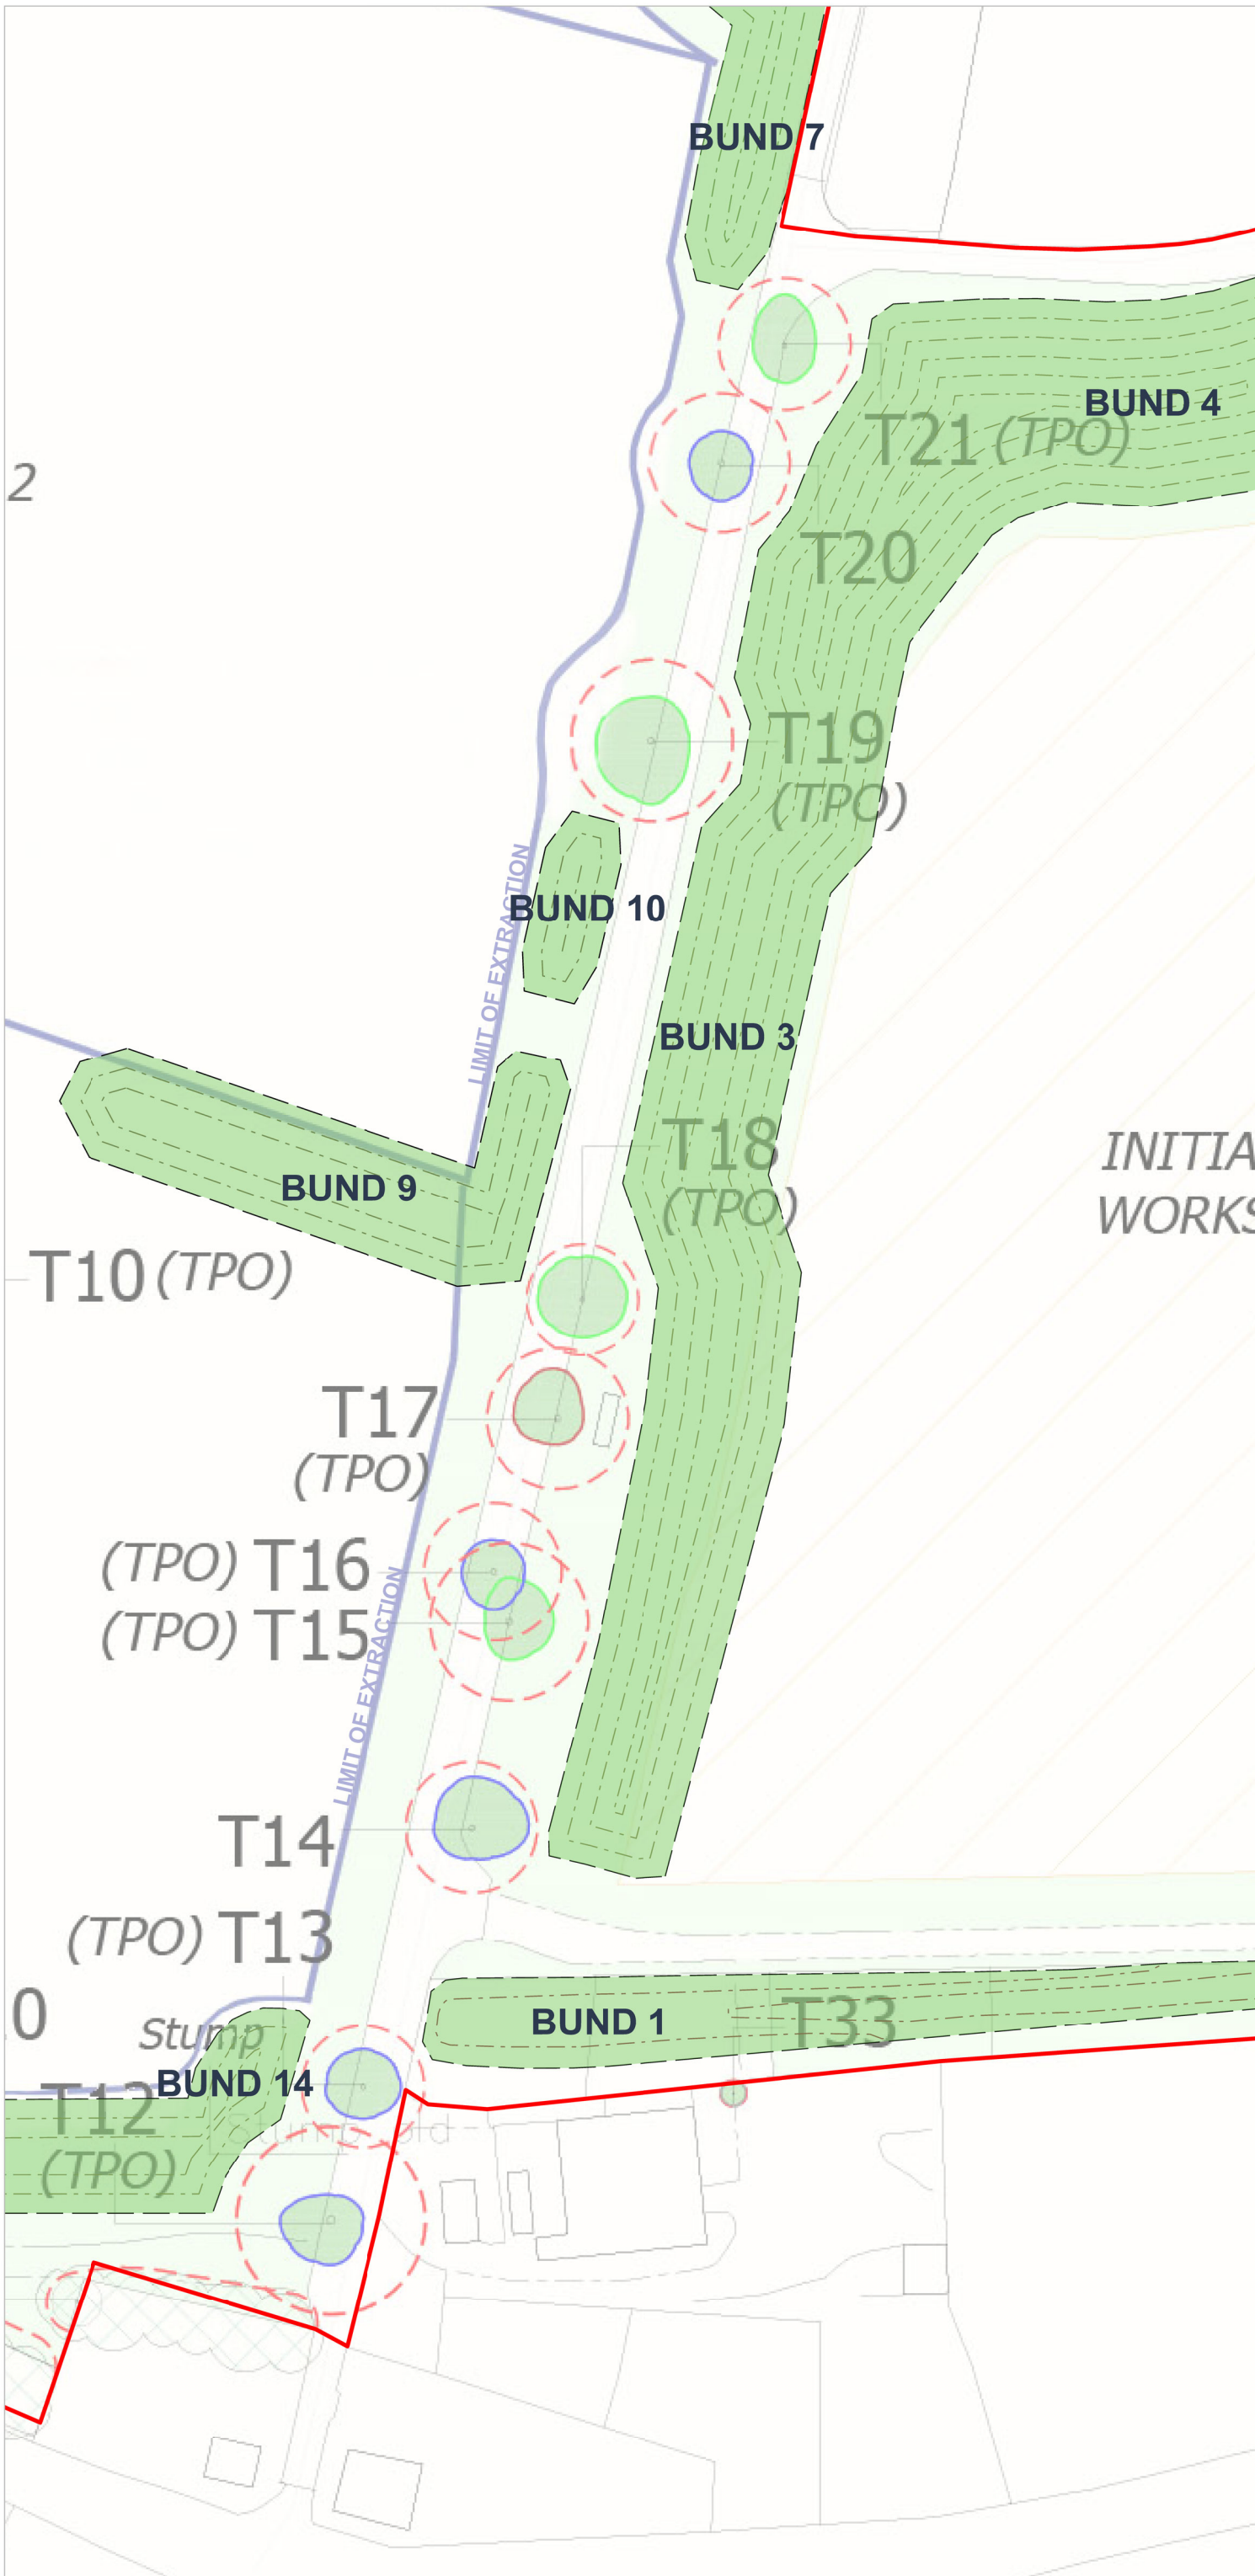 BUND 7
BUND 4
T21 (TPO)
2
T20
T19
(TPO)
LIMIT OF EXTRACTION
BUND 10
BUND 3
T18
(TPO)
INITIA
WORKS
BUND 9
T10 (TPO)
T17
(TPO)
(TPO) T16
(TPO) T15
LIMIT OF EXTRACTION
T14
(TPO) T13
.0
Stump
BUND 1
T33
BUND 14
T12
(TPO)